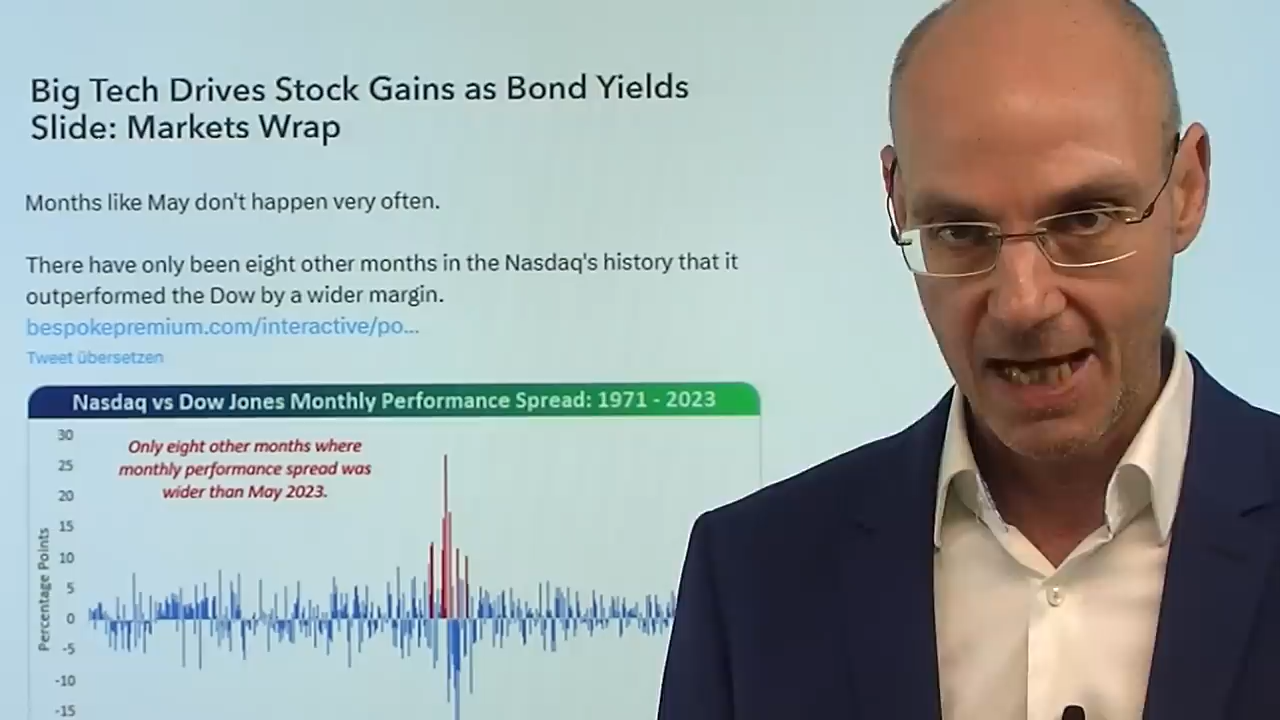 Big Tech Drives Stock Gains as Bond Yields
Slide: Markets Wrap
Months like May don't happen very often.
There have only been eight other months in the Nasdaq's history that it
outperformed the Dow by a wider margin.
bespokepremium.com/interactive/po...
Tweet übersetzen
Nasdaq vs Dow Jones Monthly Performance Spread: 1971 - 2023
Only eight other months where
monthly performance spread was
wider than May 2023.
Percentage Points
30
25
20
15
10
5
0
-5
-10
-15